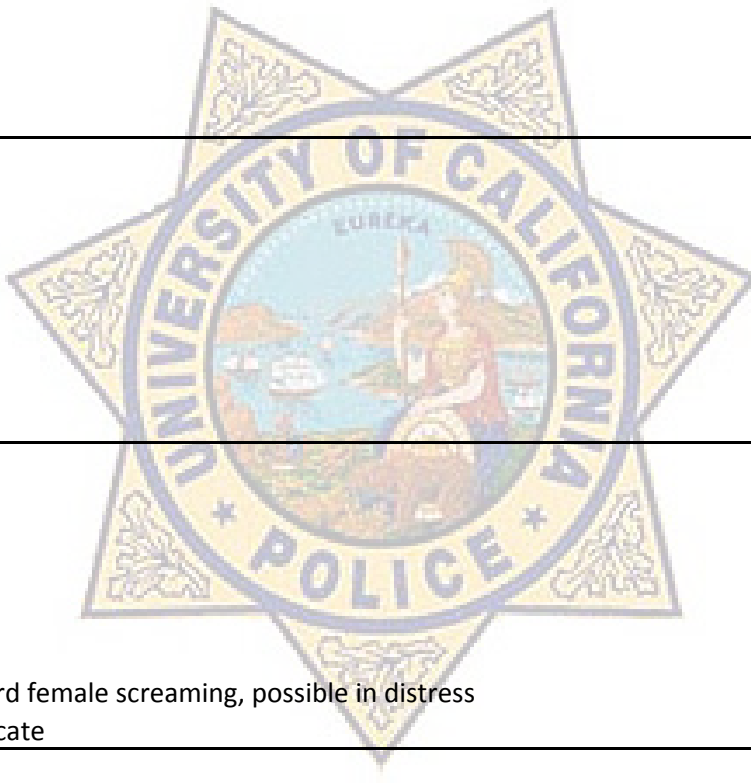 UNIVERSITY OF CALIFORNIA
EUREKA
POLICE
rd female screaming, possible in distress
cate